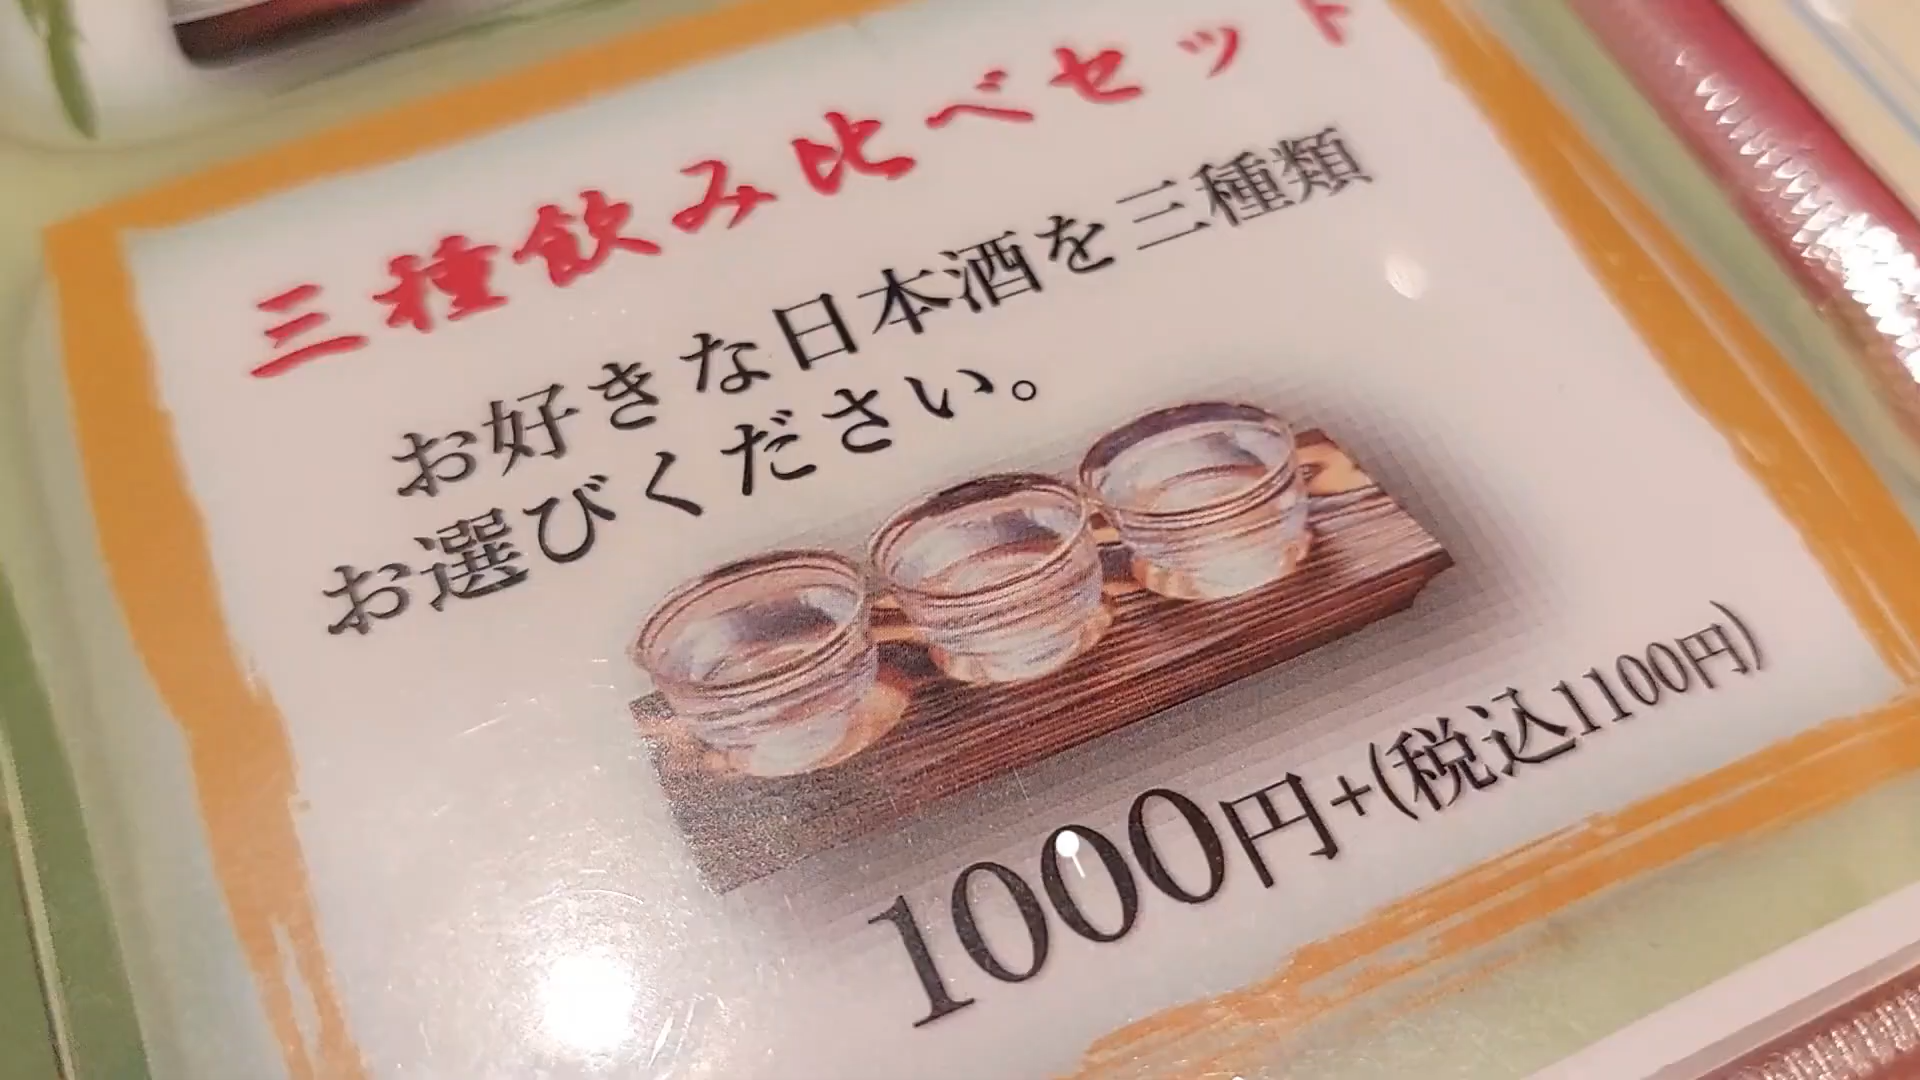 三種飲み比べセット
お好きな日本酒を三種類
お選びください。
1000円+(税込1100円)